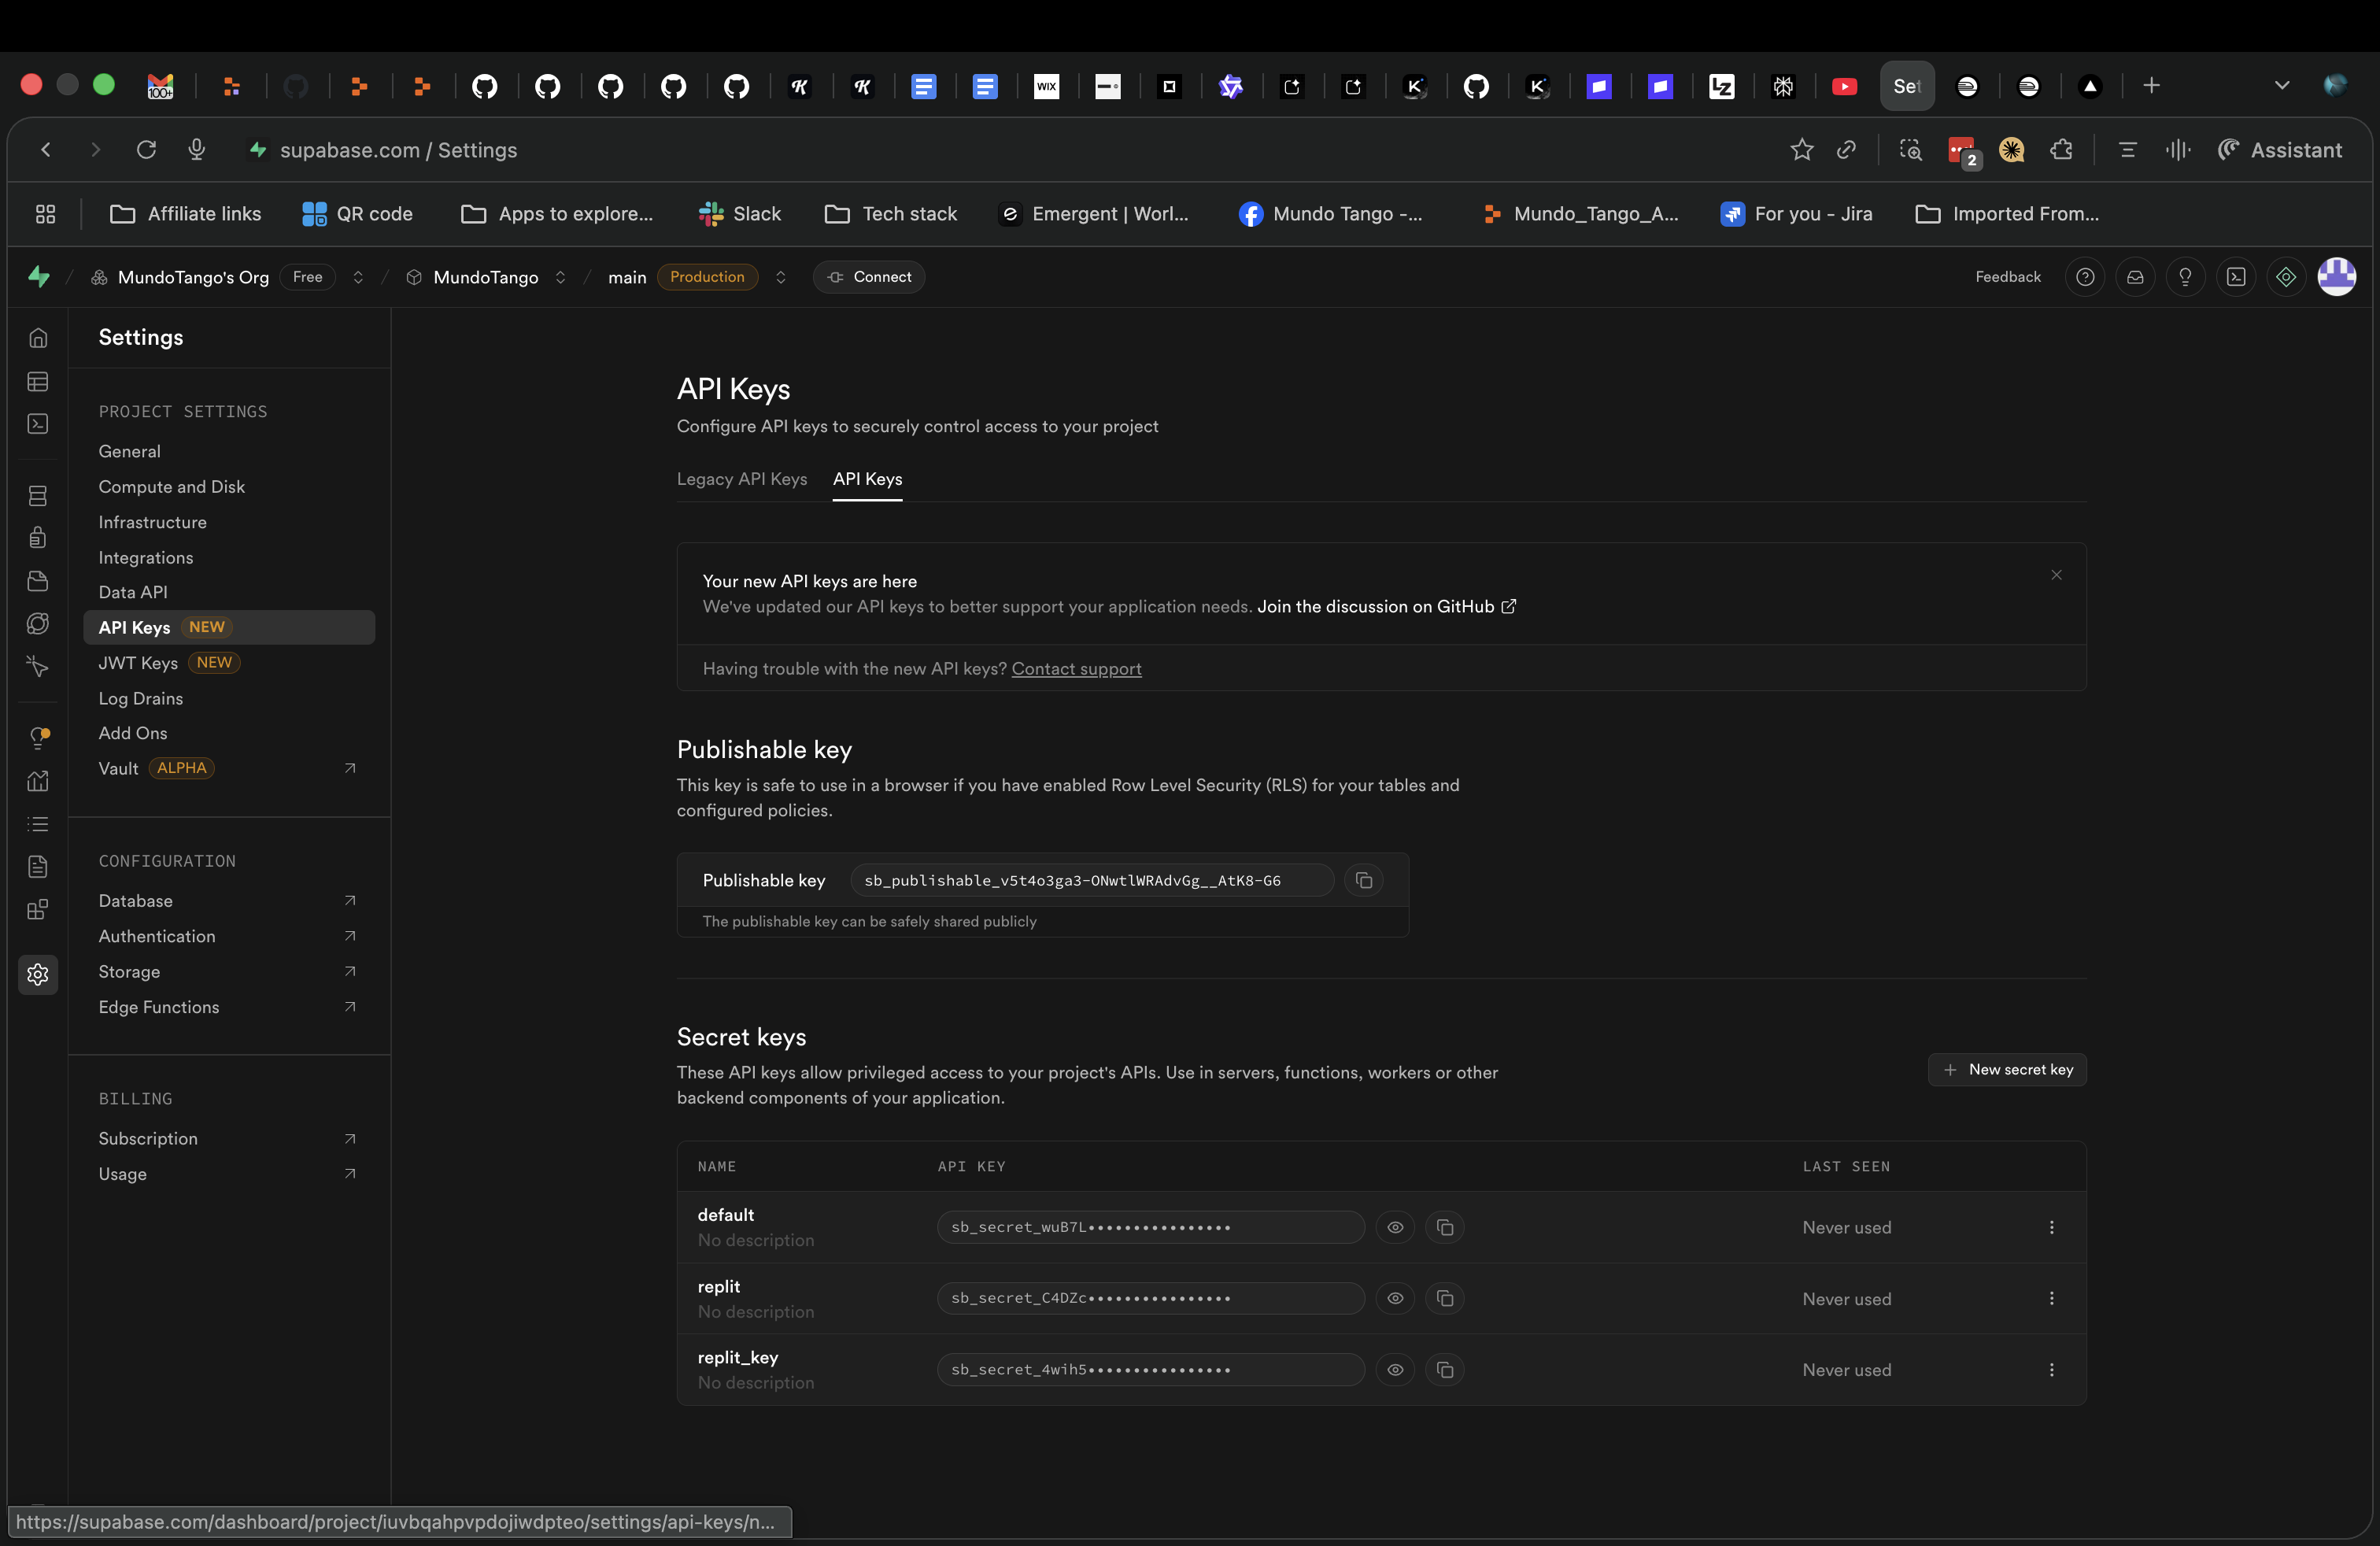 100+
WIX
LZ
Set
supabase.com / Settings
2
Assistant
Affiliate links
QR code
Apps to explore...
Slack
Tech stack
Emergent | Worl...
Mundo Tango -...
Mundo_Tango_A...
For you - Jira
Imported From...
MundoTango's Org Free
MundoTango
main Production
Connect
Feedback
Settings
PROJECT SETTINGS
General
Compute and Disk
Infrastructure
Integrations
Data API
API Keys NEW
JWT Keys NEW
Log Drains
Add Ons
Vault ALPHA
CONFIGURATION
Database
Authentication
Storage
Edge Functions
BILLING
Subscription
Usage
API Keys
Configure API keys to securely control access to your project
Legacy API Keys API Keys
Your new API keys are here
We've updated our API keys to better support your application needs. Join the discussion on GitHub
Having trouble with the new API keys? Contact support
Publishable key
This key is safe to use in a browser if you have enabled Row Level Security (RLS) for your tables and
configured policies.
Publishable key sb_publishable_v5t4o3ga3-ONwtlWRAdvGg__AtK8-G6
The publishable key can be safely shared publicly
Secret keys
These API keys allow privileged access to your project's APIs. Use in servers, functions, workers or other
backend components of your application.
New secret key
NAME API KEY LAST SEEN
default
No description
sb_secret_wuB7L••••••••••••••••
Never used
replit
No description
sb_secret_C4DZc••••••••••••••••
Never used
replit_key
No description
sb_secret_4wih5••••••••••••••••
Never used
https://supabase.com/dashboard/project/iuvbqahpvpdojiwdpteo/settings/api-keys/n...